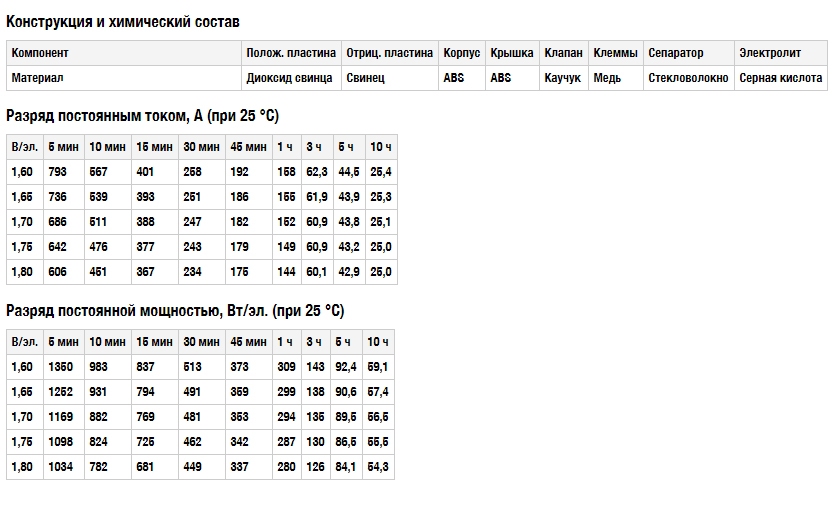 Конструкция и химический состав
Компонент Полож. пластина Отриц. пластина Корпус Крышка Клапан Клеммы Сепаратор Электролит
Материал Диоксид свинца Свинец ABS ABS Каучук Медь Стекловолокно Серная кислота
Разряд постоянным током, А (при 25 °C)
В/эл. 5 мин 10 мин 15 мин 30 мин 45 мин 1 ч 3 ч 5 ч 10 ч
1,60 793 567 401 258 192 158 62,3 44,5 25,4
1,65 736 539 393 251 186 155 61,9 43,9 25,3
1,70 686 511 388 247 182 152 60,9 43,8 25,1
1,75 642 476 377 243 179 149 60,9 43,2 25,0
1,80 606 451 367 234 175 144 60,1 42,9 25,0
Разряд постоянной мощностью, Вт/эл. (при 25 °C)
В/эл. 5 мин 10 мин 15 мин 30 мин 45 мин 1 ч 3 ч 5 ч 10 ч
1,60 1350 983 837 513 373 309 143 92,4 59,1
1,65 1252 931 794 491 359 299 138 90,6 57,4
1,70 1169 882 769 481 353 294 135 89,5 56,5
1,75 1098 824 725 462 342 287 130 86,5 55,5
1,80 1034 782 681 449 337 280 126 84,1 54,3